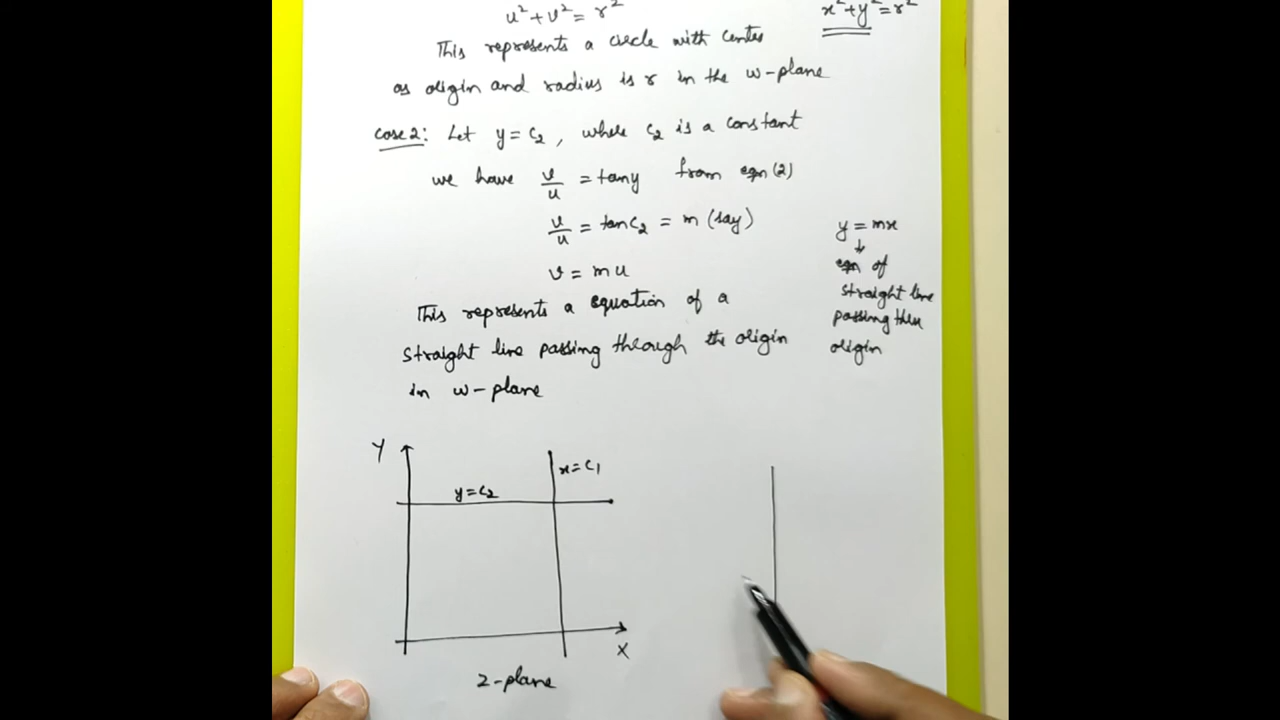 u² + v² = r²
x² + y² = r²
This represents a circle with center
as origin and radius is r in the w-plane
case 2: Let y = c₂, where c₂ is a constant
we have v/u = tany from eqn (2)
v/u = tanc₂ = m (say)
v = mu
This represents a equation of a
straight line passing through the origin
in w-plane
y = mx
↓
eqn of
straight line
passing thru
origin
Y
x = c₁
y = c₂
X
z-plane